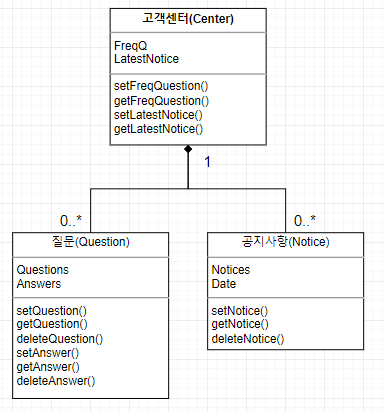 고객센터(Center)
FreqQ
LatestNotice
setFreqQuestion()
getFreqQuestion()
setLatestNotice()
getLatestNotice()
1
0..*
0..*
질문(Question)
Questions
Answers
setQuestion()
getQuestion()
deleteQuestion()
setAnswer()
getAnswer()
deleteAnswer()
공지사항(Notice)
Notices
Date
setNotice()
getNotice()
deleteNotice()